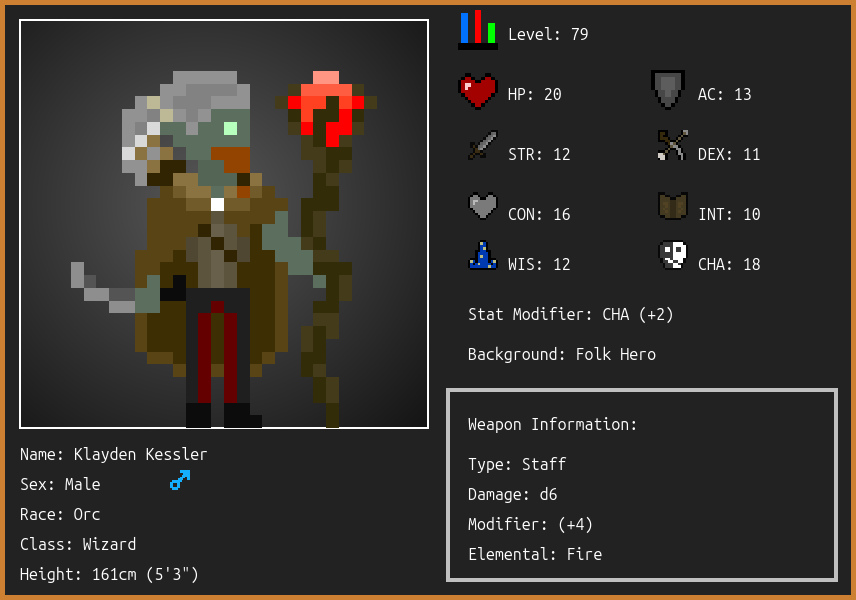 Level: 79
HP: 20
AC: 13
STR: 12
DEX: 11
CON: 16
INT: 10
WIS: 12
CHA: 18
Stat Modifier: CHA (+2)
Background: Folk Hero
Weapon Information:
Type: Staff
Damage: d6
Modifier: (+4)
Elemental: Fire
Name: Klayden Kessler
Sex: Male
Race: Orc
Class: Wizard
Height: 161cm (5'3")